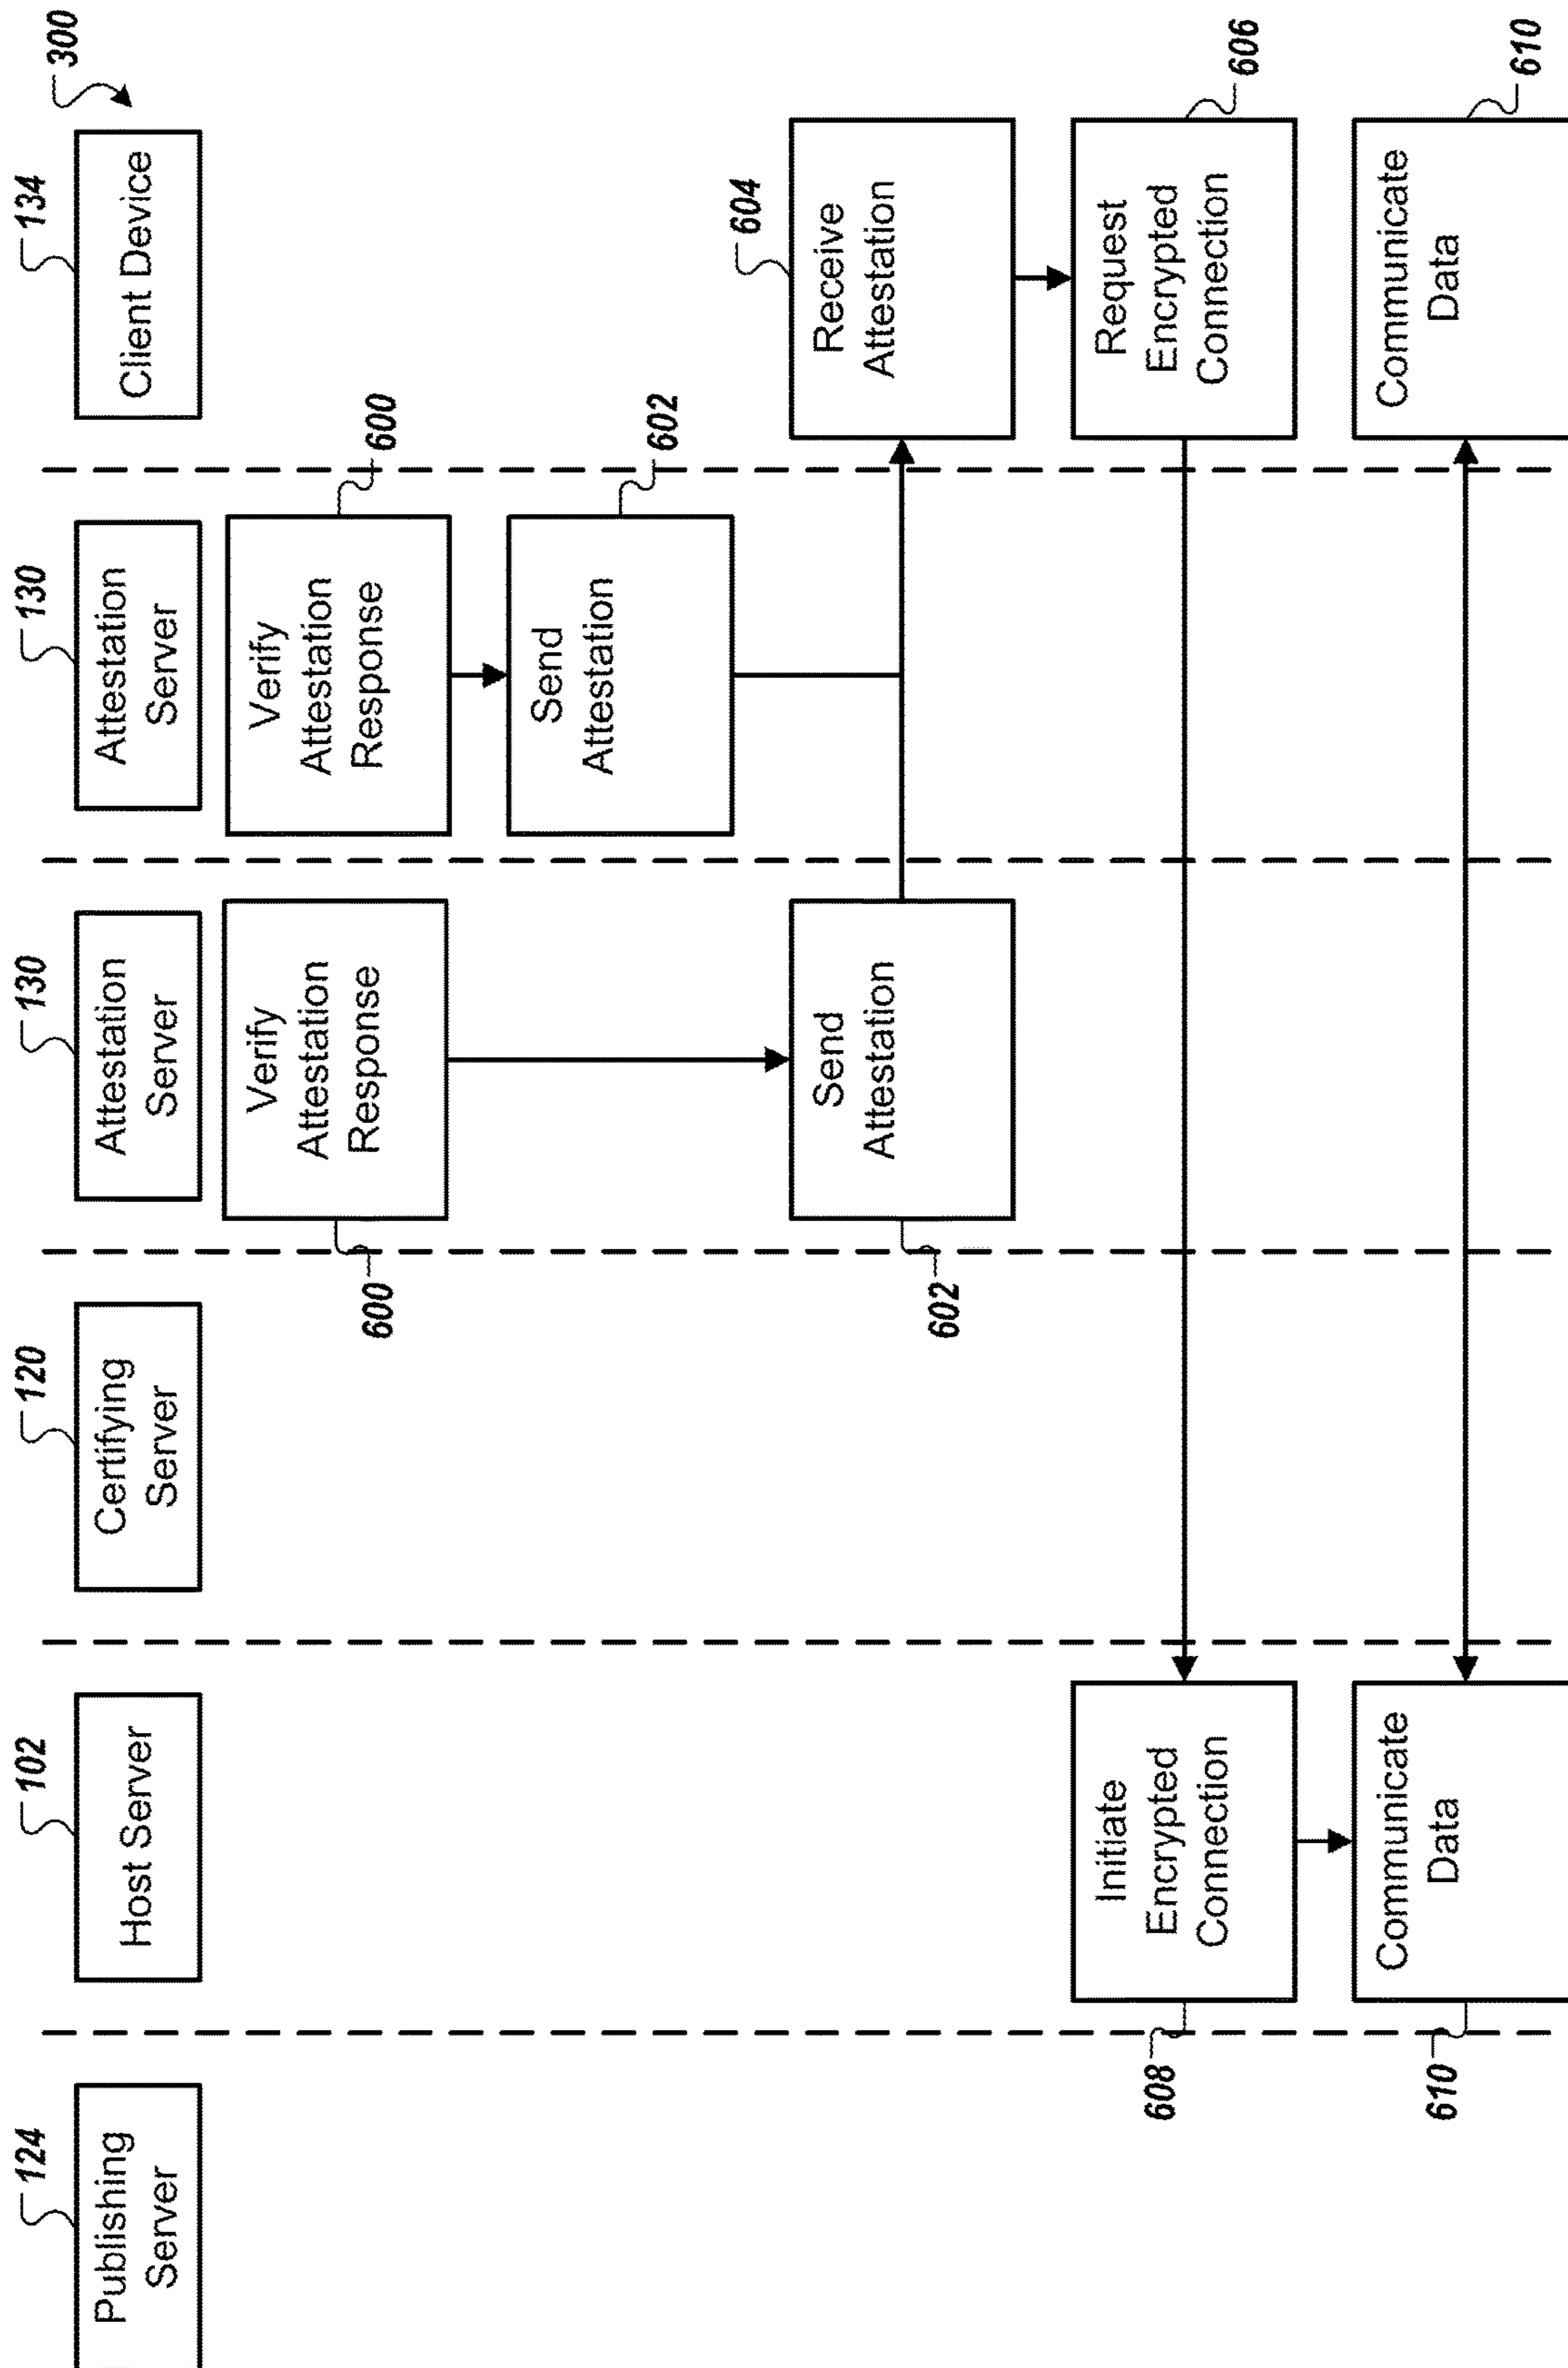 300
124
102
120
130
130
134
Publishing
Server
Host Server
Certifying
Server
Attestation
Server
Attestation
Server
Client Device
600
Verify
Attestation
Response
Verify
Attestation
Response
600
Send
Attestation
602
602
Send
Attestation
604
Receive
Attestation
608
Initiate
Encrypted
Connection
Request
Encrypted
Connection
606
610
Communicate
Data
Communicate
Data
610